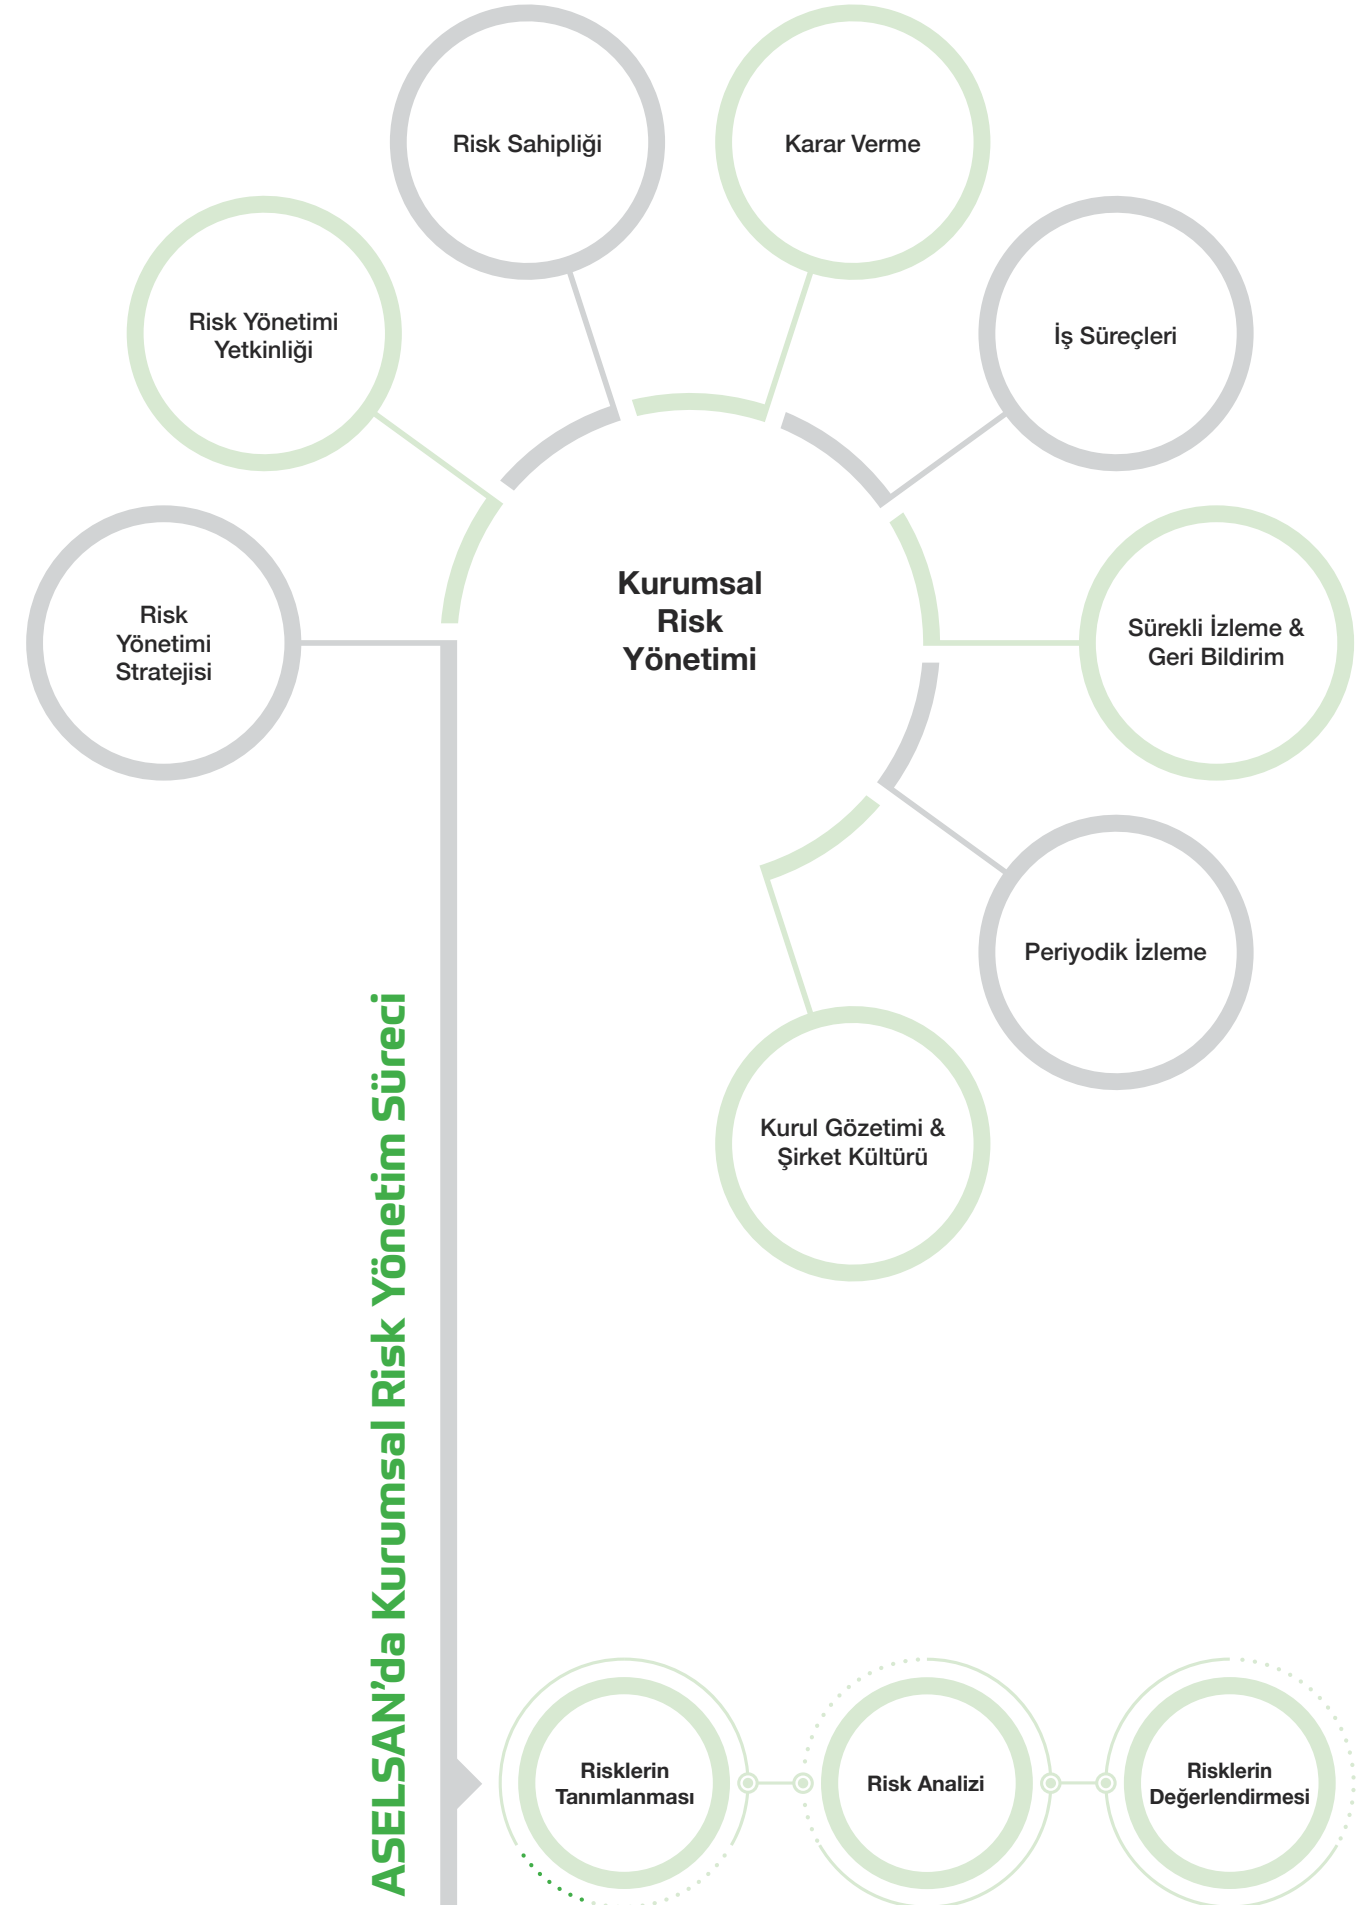 Risk Sahipliği
Karar Verme
Risk Yönetimi
Yetkinliği
İş Süreçleri
Kurumsal
Risk
Yönetimi
Risk
Yönetimi
Stratejisi
Sürekli İzleme &
Geri Bildirim
Periyodik İzleme
Kurul Gözetimi &
Şirket Kültürü
ASELSAN’da Kurumsal Risk Yönetim Süreci
Risklerin
Tanımlanması
Risk Analizi
Risklerin
Değerlendirmesi